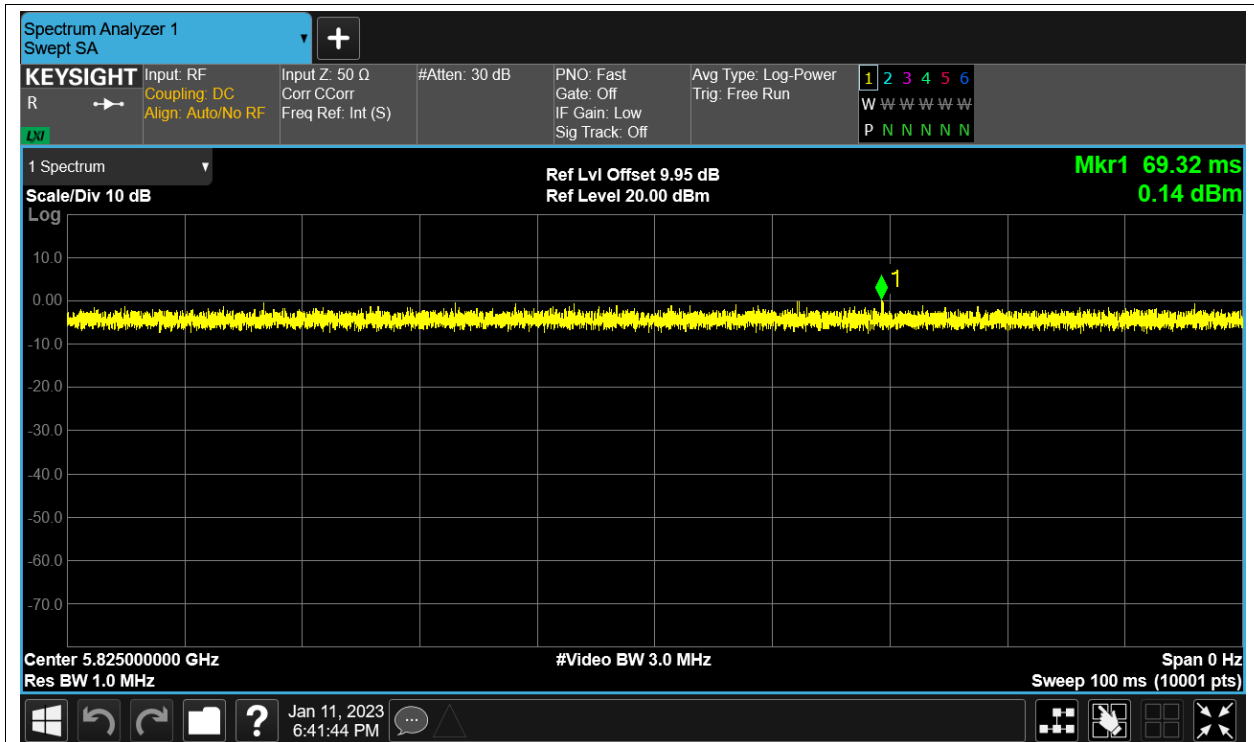 Spectrum Analyzer 1
Swept SA
KEYSIGHT
R
LXI
Input: RF
Coupling: DC
Align: Auto/No RF
Input Z: 50 Ω
Corr CCorr
Freq Ref: Int (S)
#Atten: 30 dB
PNO: Fast
Gate: Off
IF Gain: Low
Sig Track: Off
Avg Type: Log-Power
Trig: Free Run
1 2 3 4 5 6
W W W W W W
P N N N N N
1 Spectrum
Scale/Div 10 dB
Log
Ref Lvl Offset 9.95 dB
Ref Level 20.00 dBm
Mkr1 69.32 ms
0.14 dBm
1
10.0
0.00
-10.0
-20.0
-30.0
-40.0
-50.0
-60.0
-70.0
Center 5.825000000 GHz
Res BW 1.0 MHz
#Video BW 3.0 MHz
Span 0 Hz
Sweep 100 ms (10001 pts)
?
Jan 11, 2023
6:41:44 PM